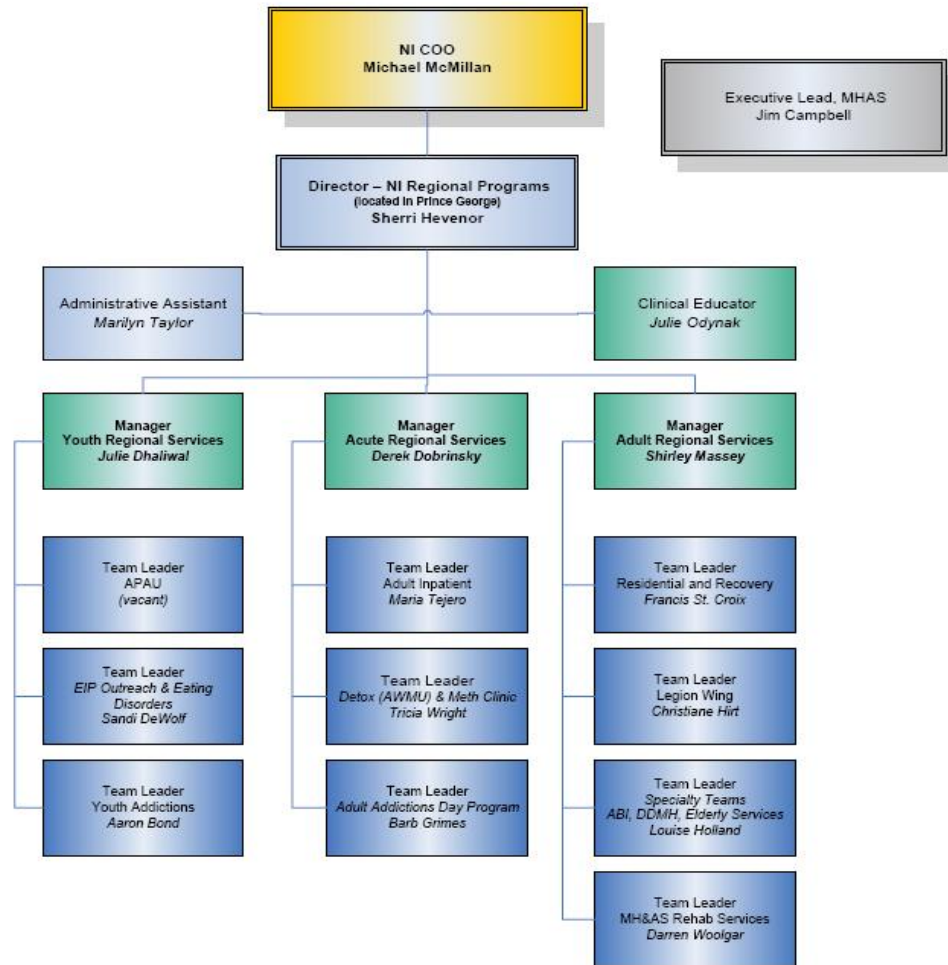 NI COO
Michael McMillan
Executive Lead, MHAS
Jim Campbell
Director – NI Regional Programs
(located in Prince George)
Sherri Hevenor
Administrative Assistant
Marilyn Taylor
Clinical Educator
Julie Odynak
Manager
Youth Regional Services
Julie Dhaliwal
Manager
Acute Regional Services
Derek Dobrinsky
Manager
Adult Regional Services
Shirley Massey
Team Leader
APAU
(vacant)
Team Leader
Adult Inpatient
Maria Tejero
Team Leader
Residential and Recovery
Francis St. Croix
Team Leader
EIP Outreach & Eating
Disorders
Sandi DeWolf
Team Leader
Detox (AWMU) & Meth Clinic
Tricia Wright
Team Leader
Legion Wing
Christiane Hirt
Team Leader
Youth Addictions
Aaron Bond
Team Leader
Adult Addictions Day Program
Barb Grimes
Team Leader
Specialty Teams
ABI, DDMH, Elderly Services
Louise Holland
Team Leader
MH&AS Rehab Services
Darren Woolgar